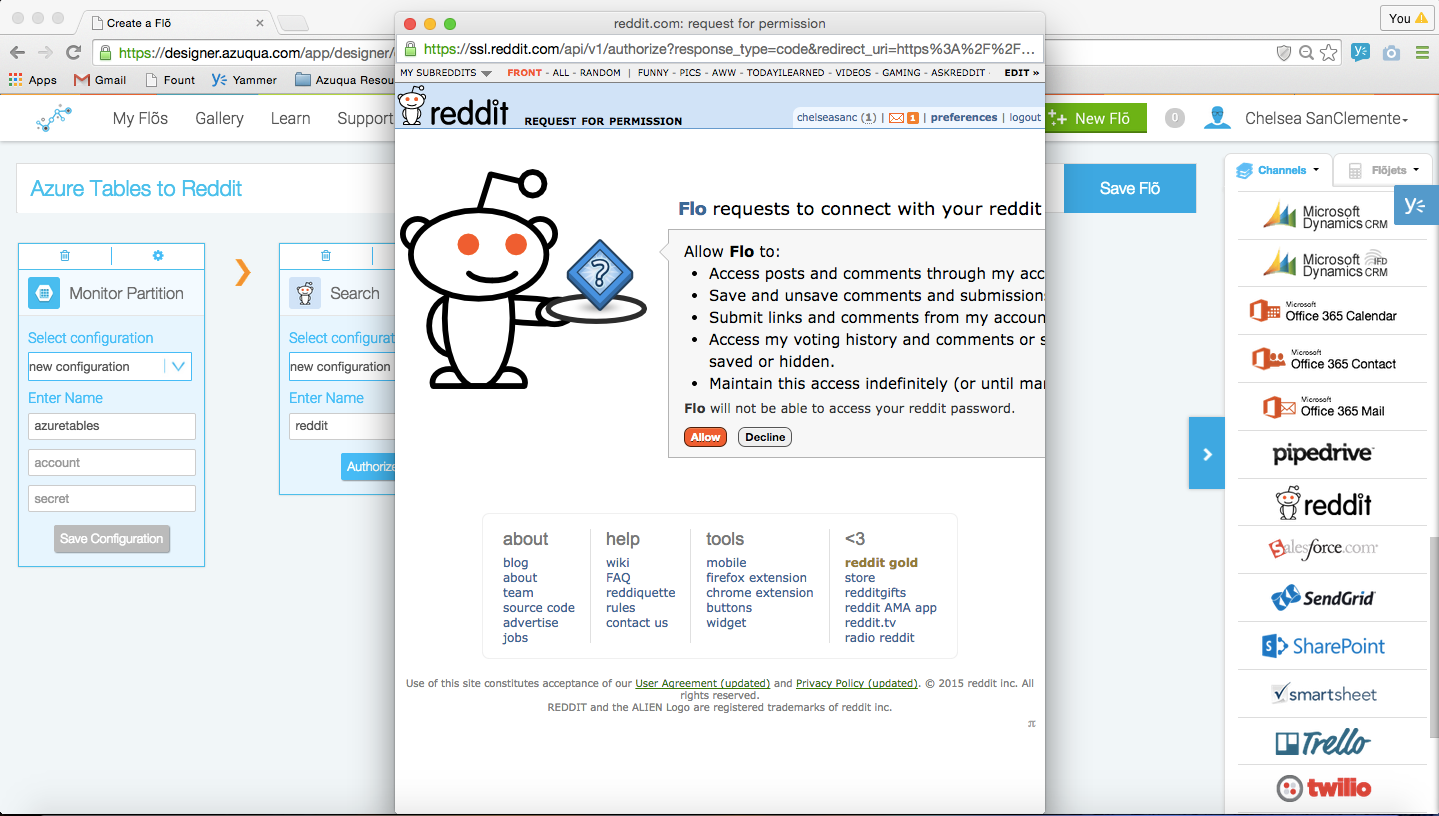 Create a Flō
reddit.com: request for permission
You
https://designer.azuqua.com/app/designer/
https://ssl.reddit.com/api/v1/authorize?response_type=code&redirect_uri=https%3A%2F%2F…
Apps
Gmail
Fount
Yammer
Azuqua Resou
MY SUBREDDITS
FRONT - ALL - RANDOM | FUNNY - PICS - AWW - TODAYILEARNED - VIDEOS - GAMING - ASKREDDIT
EDIT »
My Flōs
Gallery
Learn
Support
reddit REQUEST FOR PERMISSION
chelseasanc (1) | 1 | preferences | logout
New Flō
0
Chelsea SanClemente
Azure Tables to Reddit
Save Flō
Monitor Partition
Select configuration
new configuration
Enter Name
azuretables
account
secret
Save Configuration
Search
Select configurat
new configuration
Enter Name
reddit
Authorize
?
Flo requests to connect with your reddit
Allow Flo to:
• Access posts and comments through my acc
• Save and unsave comments and submission
• Submit links and comments from my accoun
• Access my voting history and comments or s
saved or hidden.
• Maintain this access indefinitely (or until ma
Flo will not be able to access your reddit password.
Allow
Decline
about
blog
about
team
source code
advertise
jobs
help
wiki
FAQ
reddiquette
rules
contact us
tools
mobile
firefox extension
chrome extension
buttons
widget
<3
reddit gold
store
redditgifts
reddit AMA app
reddit.tv
radio reddit
Use of this site constitutes acceptance of our User Agreement (updated) and Privacy Policy (updated). © 2015 reddit inc. All
rights reserved.
REDDIT and the ALIEN Logo are registered trademarks of reddit inc.
π
Channels
Flōjets
Microsoft
Dynamics CRM
Microsoft
Dynamics CRM
IFD
Microsoft
Office 365 Calendar
Microsoft
Office 365 Contact
Microsoft
Office 365 Mail
pipedrive
reddit
salesforce.com
SendGrid
SharePoint
smartsheet
Trello
twilio